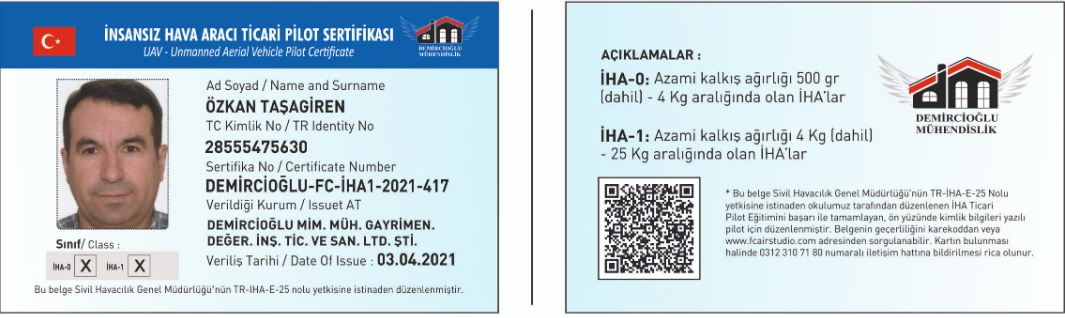 İNSANSIZ HAVA ARACI TİCARİ PİLOT SERTİFİKASI
UAV - Unmanned Aerial Vehicle Pilot Certificate
DEMİRCİOĞLU
MÜHENDİSLİK
Ad Soyad / Name and Surname
ÖZKAN TAŞAGİREN
TC Kimlik No / TR Identity No
28555475630
Sertifika No / Certificate Number
DEMİRCİOĞLU-FC-İHA1-2021-417
Verildiği Kurum / Issuet AT
DEMİRCİOĞLU MİM. MÜH. GAYRİMEN.
DEĞER. İNŞ. TİC. VE SAN. LTD. ŞTİ.
Veriliş Tarihi / Date Of Issue : 03.04.2021
Sınıf/ Class :
İHA-0 X İHA-1 X
Bu belge Sivil Havacılık Genel Müdürlüğü'nün TR-IHA-E-25 nolu yetkisine istinaden düzenlenmiştir.
AÇIKLAMALAR :
İHA-0: Azami kalkış ağırlığı 500 gr
(dahil) - 4 Kg aralığında olan İHA'lar
İHA-1: Azami kalkış ağırlığı 4 Kg (dahil)
- 25 Kg aralığında olan İHA'lar
DEMİRCİOĞLU
MÜHENDİSLİK
* Bu belge Sivil Havacılık Genel Müdürlüğü'nün TR-İHA-E-25 Nolu
yetkisine istinaden okulumuz tarafından düzenlenen İHA Ticari
Pilot Eğitimini başarı ile tamamlayan, ön yüzünde kimlik bilgileri yazılı
pilot için düzenlenmiştir. Belgenin geçerliliğini karekoddan veya
www.fcairstudio.com adresinden sorgulanabilir. Kartın bulunması
halinde 0312 310 71 80 numaralı iletişim hattına bildirilmesi rica olunur.